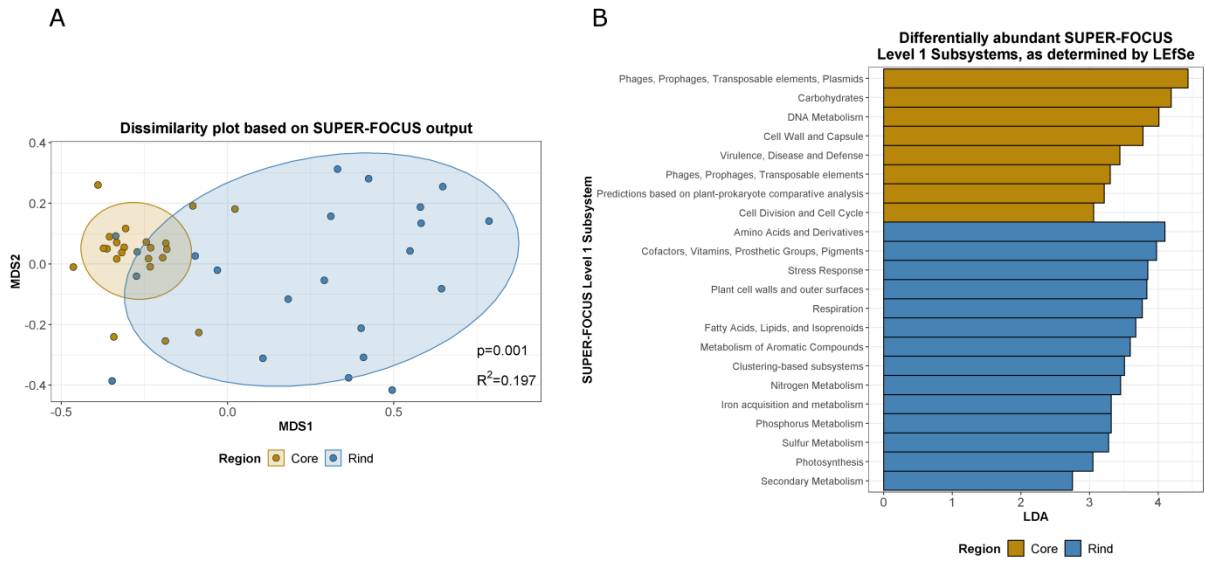 A
Dissimilarity plot based on SUPER-FOCUS output
0.4
0.2
0.0
-0.2
-0.4
MDS2
p=0.001
R²=0.197
-0.5
0.0
0.5
MDS1
Region Core Rind
B
Differentially abundant SUPER-FOCUS
Level 1 Subsystems, as determined by LEfSe
SUPER-FOCUS Level 1 Subsystem
Phages, Prophages, Transposable elements, Plasmids
Carbohydrates
DNA Metabolism
Cell Wall and Capsule
Virulence, Disease and Defense
Phages, Prophages, Transposable elements
Predictions based on plant-prokaryote comparative analysis
Cell Division and Cell Cycle
Amino Acids and Derivatives
Cofactors, Vitamins, Prosthetic Groups, Pigments
Stress Response
Plant cell walls and outer surfaces
Respiration
Fatty Acids, Lipids, and Isoprenoids
Metabolism of Aromatic Compounds
Clustering-based subsystems
Nitrogen Metabolism
Iron acquisition and metabolism
Phosphorus Metabolism
Sulfur Metabolism
Photosynthesis
Secondary Metabolism
0 1 2 3 4
LDA
Region Core Rind